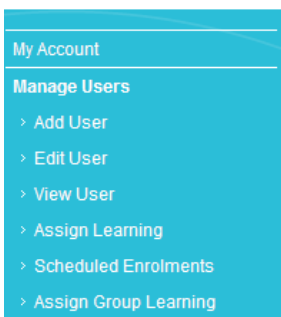 My Account
Manage Users
> Add User
> Edit User
> View User
> Assign Learning
> Scheduled Enrolments
> Assign Group Learning